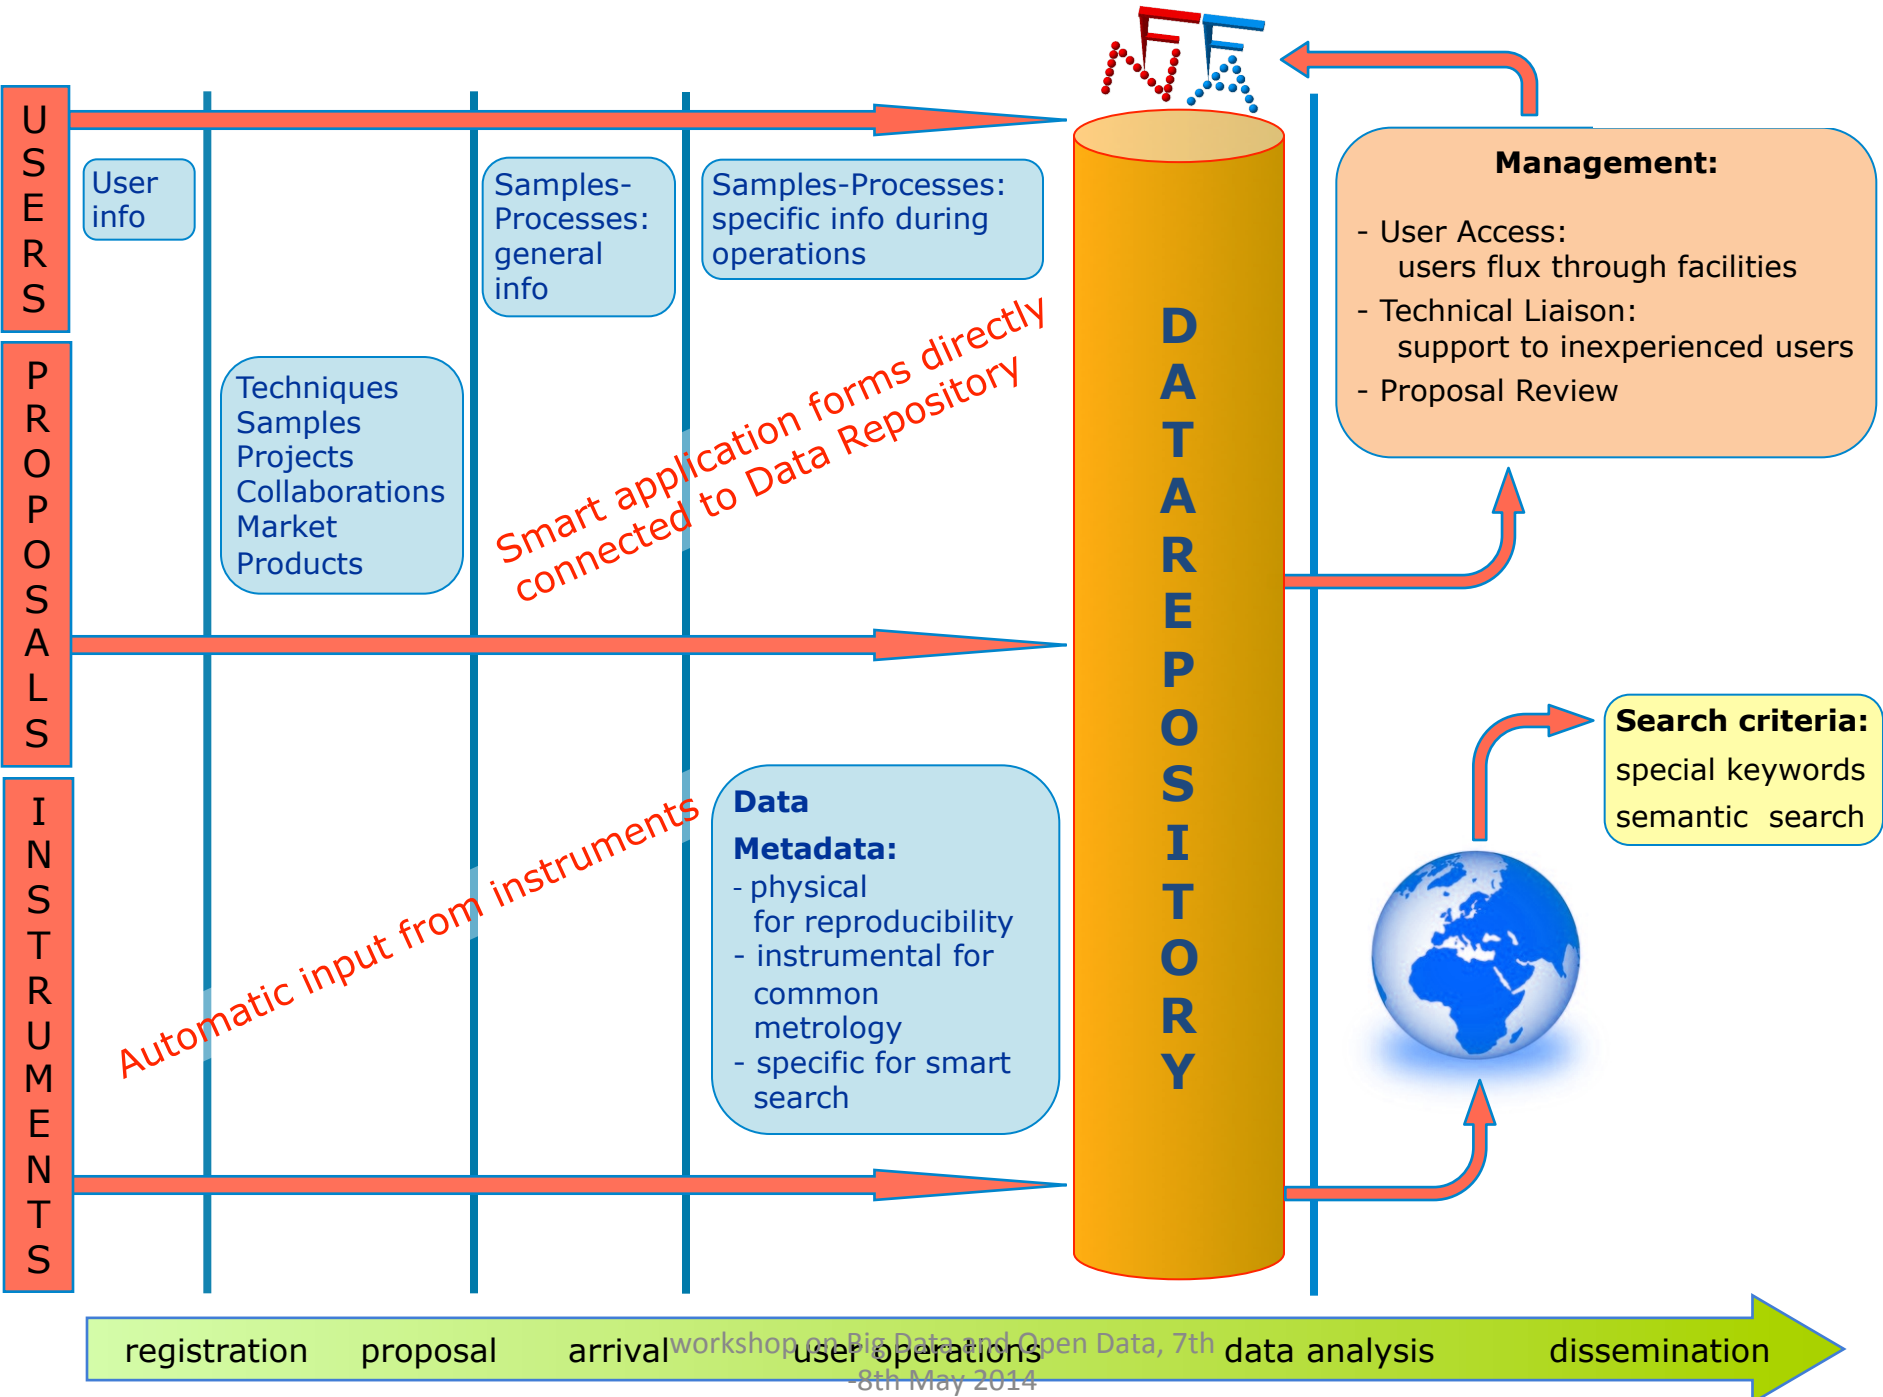 NFFA
USERS
User
info
Samples-
Processes:
general
info
Samples-Processes:
specific info during
operations
PROPOSALS
Techniques
Samples
Projects
Collaborations
Market
Products
Smart application forms directly
connected to Data Repository
INSTRUMENTS
Automatic input from instruments
Data
Metadata:
- physical
for reproducibility
- instrumental for
common
metrology
- specific for smart
search
DATAREPOSITORY
Management:
- User Access:
users flux through facilities
- Technical Liaison:
support to inexperienced users
- Proposal Review
Search criteria:
special keywords
semantic search
registration proposal arrival user operations data analysis dissemination
workshop on Big Data and Open Data, 7th
-8th May 2014